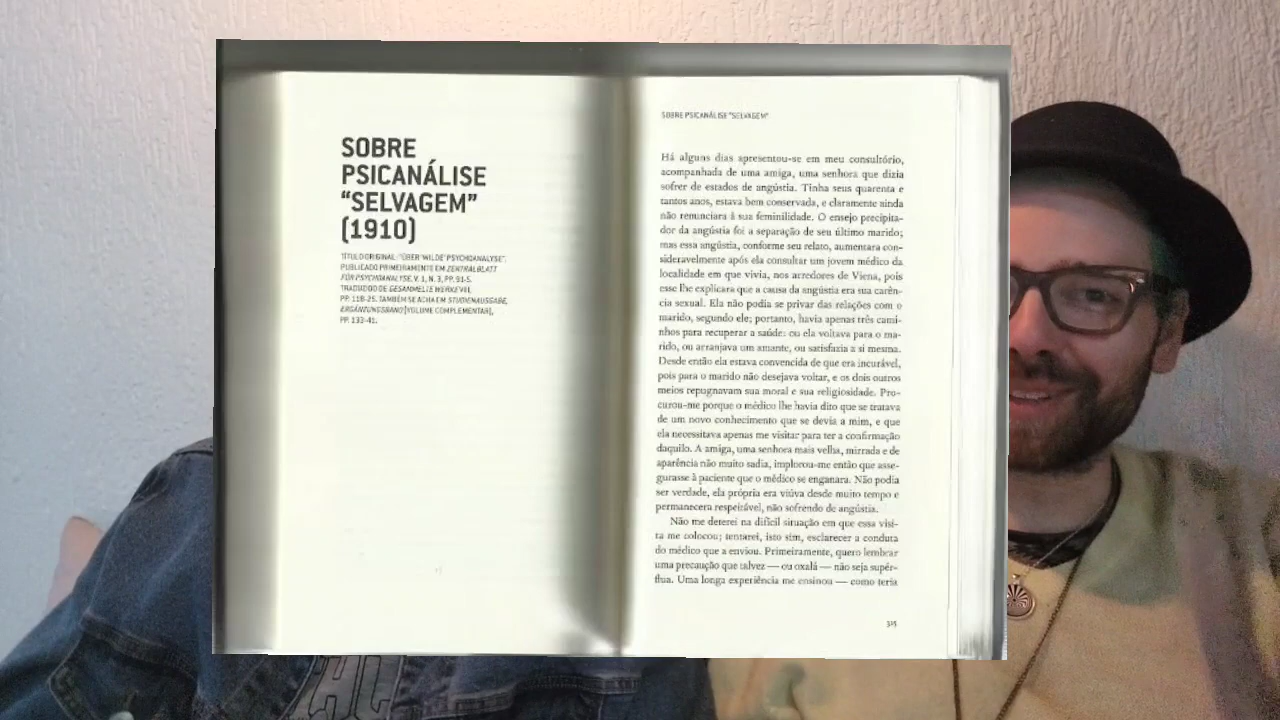 SOBRE
PSICANÁLISE
“SELVAGEM”
(1910)
TÍTULO ORIGINAL: “ÜBER ‘WILDE’ PSYCHOANALYSE”.
PUBLICADO PRIMEIRAMENTE EM ZENTRALBLATT
FÜR PSYCHOANALYSE, V. 1, N. 3, PP. 91-5.
TRADUZIDO DE GESAMMELTE WERKE VIII,
PP. 118-25. TAMBÉM SE ACHA EM STUDIENAUSGABE,
ERGÄNZUNGSBAND [VOLUME COMPLEMENTAR],
PP. 133-41.
SOBRE PSICANÁLISE “SELVAGEM”
Há alguns dias apresentou-se em meu consultório,
acompanhada de uma amiga, uma senhora que dizia
sofrer de estados de angústia. Tinha seus quarenta e
tantos anos, estava bem conservada, e claramente ainda
não renunciara à sua feminilidade. O ensejo precipita-
dor da angústia foi a separação de seu último marido;
mas essa angústia, conforme seu relato, aumentara con-
sideravelmente após ela consultar um jovem médico da
localidade em que vivia, nos arredores de Viena, pois
esse lhe explicara que a causa da angústia era sua carên-
cia sexual. Ela não podia se privar das relações com o
marido, segundo ele; portanto, havia apenas três cami-
nhos para recuperar a saúde: ou ela voltava para o ma-
rido, ou arranjava um amante, ou satisfazia a si mesma.
Desde então ela estava convencida de que era incurável,
pois para o marido não desejava voltar, e os dois outros
meios repugnavam sua moral e sua religiosidade. Pro-
curou-me porque o médico lhe havia dito que se tratava
de um novo conhecimento que se devia a mim, e que
ela necessitava apenas me visitar para ter a confirmação
daquilo. A amiga, uma senhora mais velha, mirrada e de
aparência não muito sadia, implorou-me então que asse-
gurasse à paciente que o médico se enganara. Não podia
ser verdade, ela própria era viúva desde muito tempo e
permanecera respeitável, não sofrendo de angústia.
Não me deterei na difícil situação em que essa visi-
ta me colocou; tentarei, isto sim, esclarecer a conduta
do médico que a enviou. Primeiramente, quero lembrar
uma precaução que talvez — ou oxalá — não seja supér-
flua. Uma longa experiência me ensinou — como teria
325